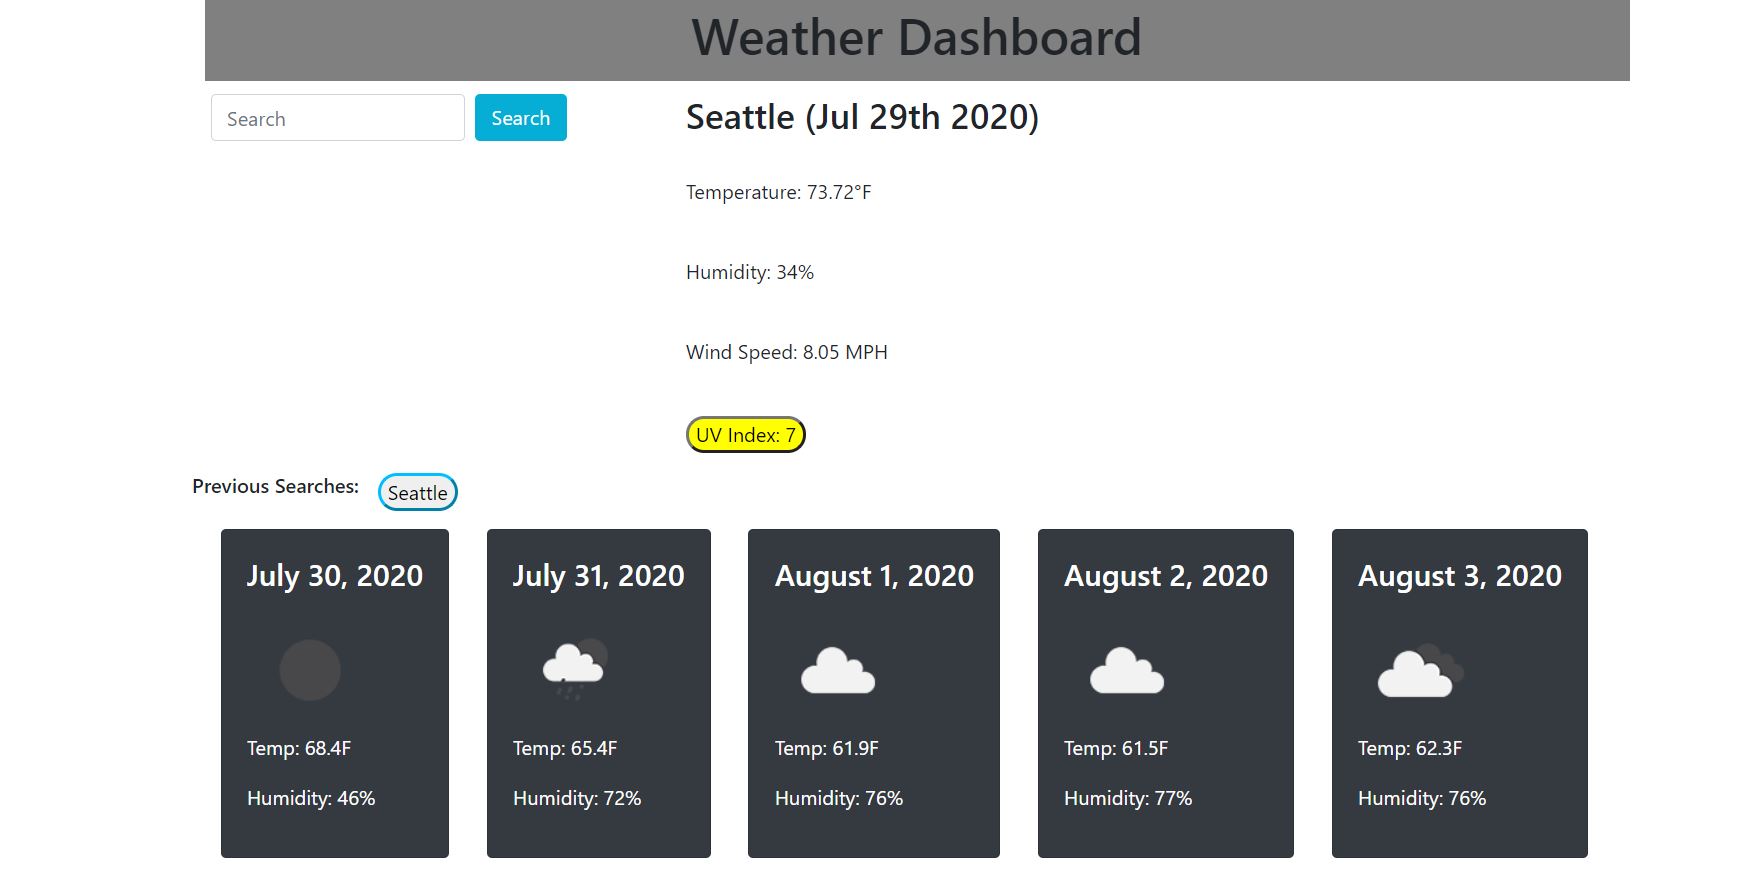 Weather Dashboard
Search
Search
Seattle (Jul 29th 2020)
Temperature: 73.72°F
Humidity: 34%
Wind Speed: 8.05 MPH
UV Index: 7
Previous Searches:
Seattle
July 30, 2020
Temp: 68.4F
Humidity: 46%
July 31, 2020
Temp: 65.4F
Humidity: 72%
August 1, 2020
Temp: 61.9F
Humidity: 76%
August 2, 2020
Temp: 61.5F
Humidity: 77%
August 3, 2020
Temp: 62.3F
Humidity: 76%